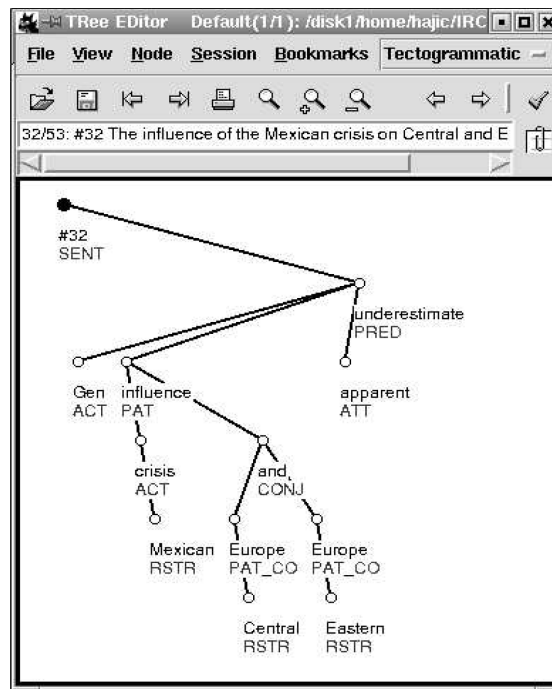 TRee EDitor Default(1/1): /disk1/home/hajic/IRC
File View Node Session Bookmarks Tectogrammatic
32/53: #32 The influence of the Mexican crisis on Central and E
#32
SENT
underestimate
PRED
Gen influence apparent
ACT PAT ATT
crisis and
ACT CONJ
Mexican Europe Europe
RSTR PAT_CO PAT_CO
Central Eastern
RSTR RSTR